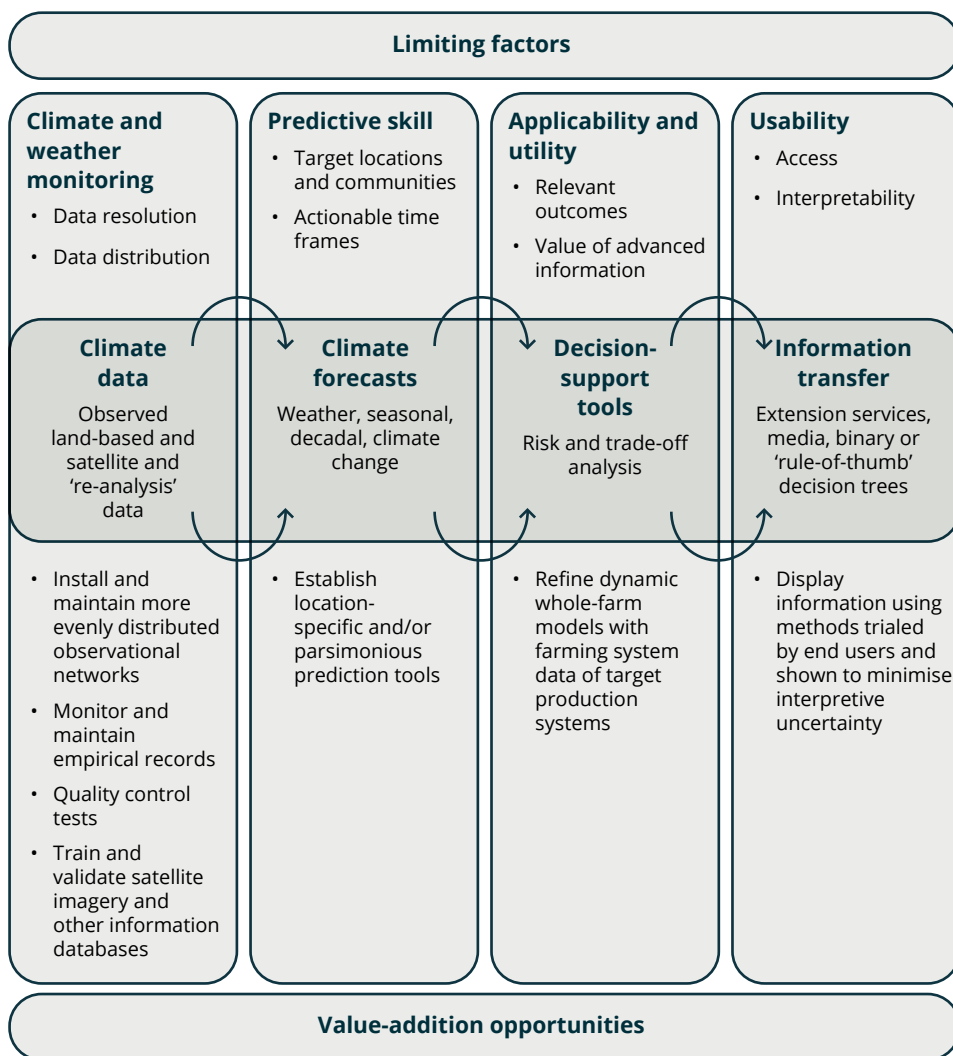 Limiting factors
Climate and
weather
monitoring
• Data resolution
• Data distribution
Predictive skill
• Target locations
and communities
• Actionable time
frames
Applicability and
utility
• Relevant
outcomes
• Value of advanced
information
Usability
• Access
• Interpretability
Climate
data
Observed
land-based and
satellite and
‘re-analysis’
data
Climate
forecasts
Weather, seasonal,
decadal, climate
change
Decision-
support
tools
Risk and trade-off
analysis
Information
transfer
Extension services,
media, binary or
‘rule-of-thumb’
decision trees
• Install and
maintain more
evenly distributed
observational
networks
• Monitor and
maintain
empirical records
• Quality control
tests
• Train and
validate satellite
imagery and
other information
databases
• Establish
location-
specific and/or
parsimonious
prediction tools
• Refine dynamic
whole-farm
models with
farming system
data of target
production
systems
• Display
information using
methods trialed
by end users and
shown to minimise
interpretive
uncertainty
Value-addition opportunities